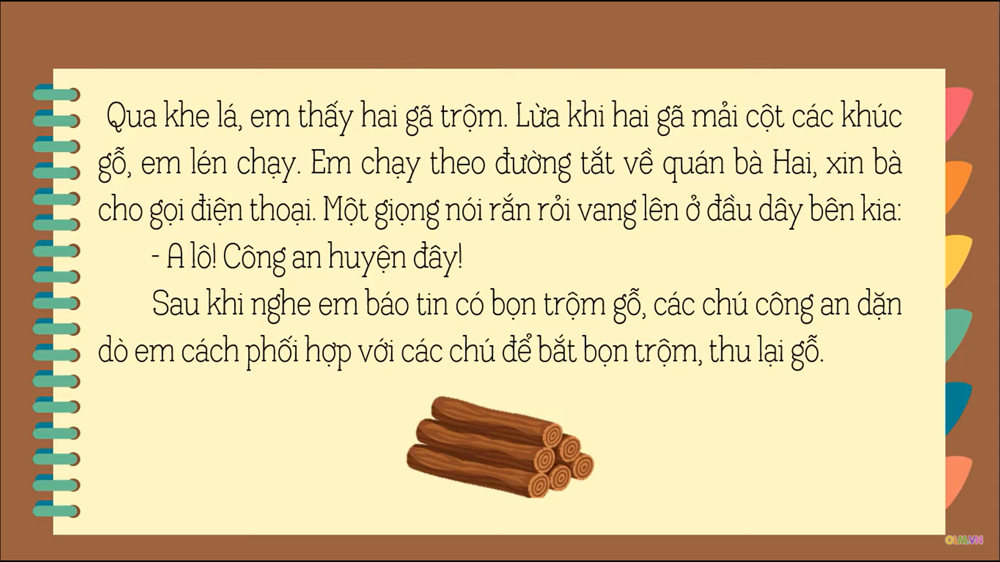 Qua khe lá, em thấy hai gã trộm. Lừa khi hai gã mải cột các khúc
gỗ, em lén chạy. Em chạy theo đường tắt về quán bà Hai, xin bà
cho gọi điện thoại. Một giọng nói rắn rỏi vang lên ở đầu dây bên kia:
- A lô! Công an huyện đây!
Sau khi nghe em báo tin có bọn trộm gỗ, các chú công an dặn
dò em cách phối hợp với các chú để bắt bọn trộm, thu lại gỗ.
OLM.VN